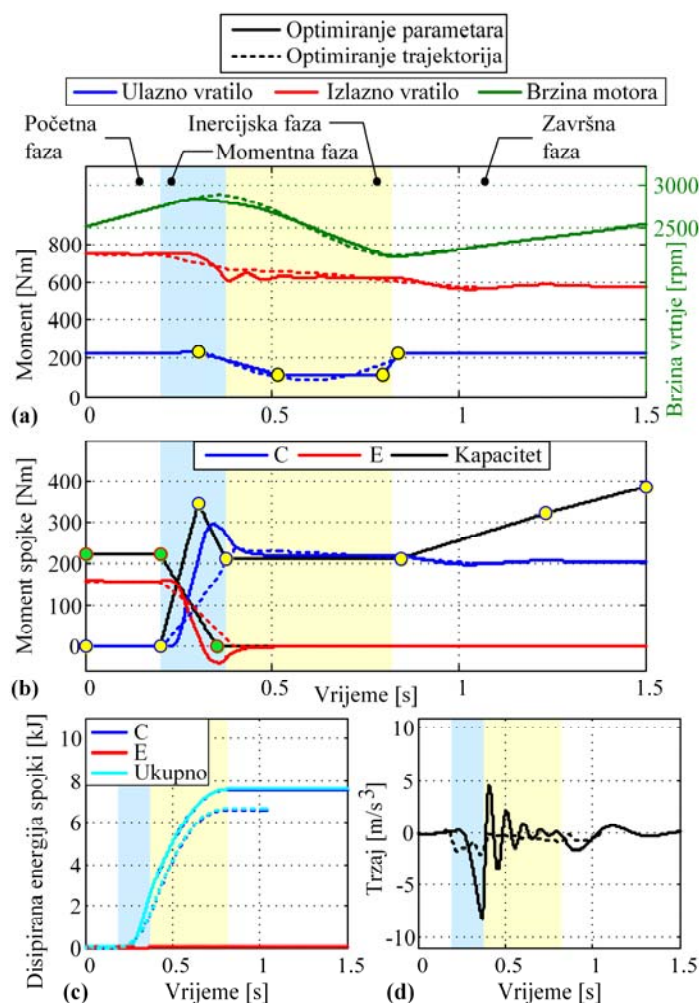 Optimiranje parametara
Optimiranje trajektorija
Ulazno vratilo Izlazno vratilo Brzina motora
Početna faza
Momentna faza
Inercijska faza
Završna faza
Moment [Nm]
800
600
400
200
0
3000
2500
Brzina vrtnje [rpm]
0 0.5 1 1.5
(a)
C E Kapacitet
Moment spojke [Nm]
400
300
200
100
0
0 0.5 1 1.5
Vrijeme [s]
(b)
C
E
Ukupno
Disipirana energija spojki [kJ]
10
8
6
4
2
0
0 0.5 1 1.5
Vrijeme [s]
(c)
Trzaj [m/s³]
10
5
0
-5
-10
0 0.5 1 1.5
Vrijeme [s]
(d)